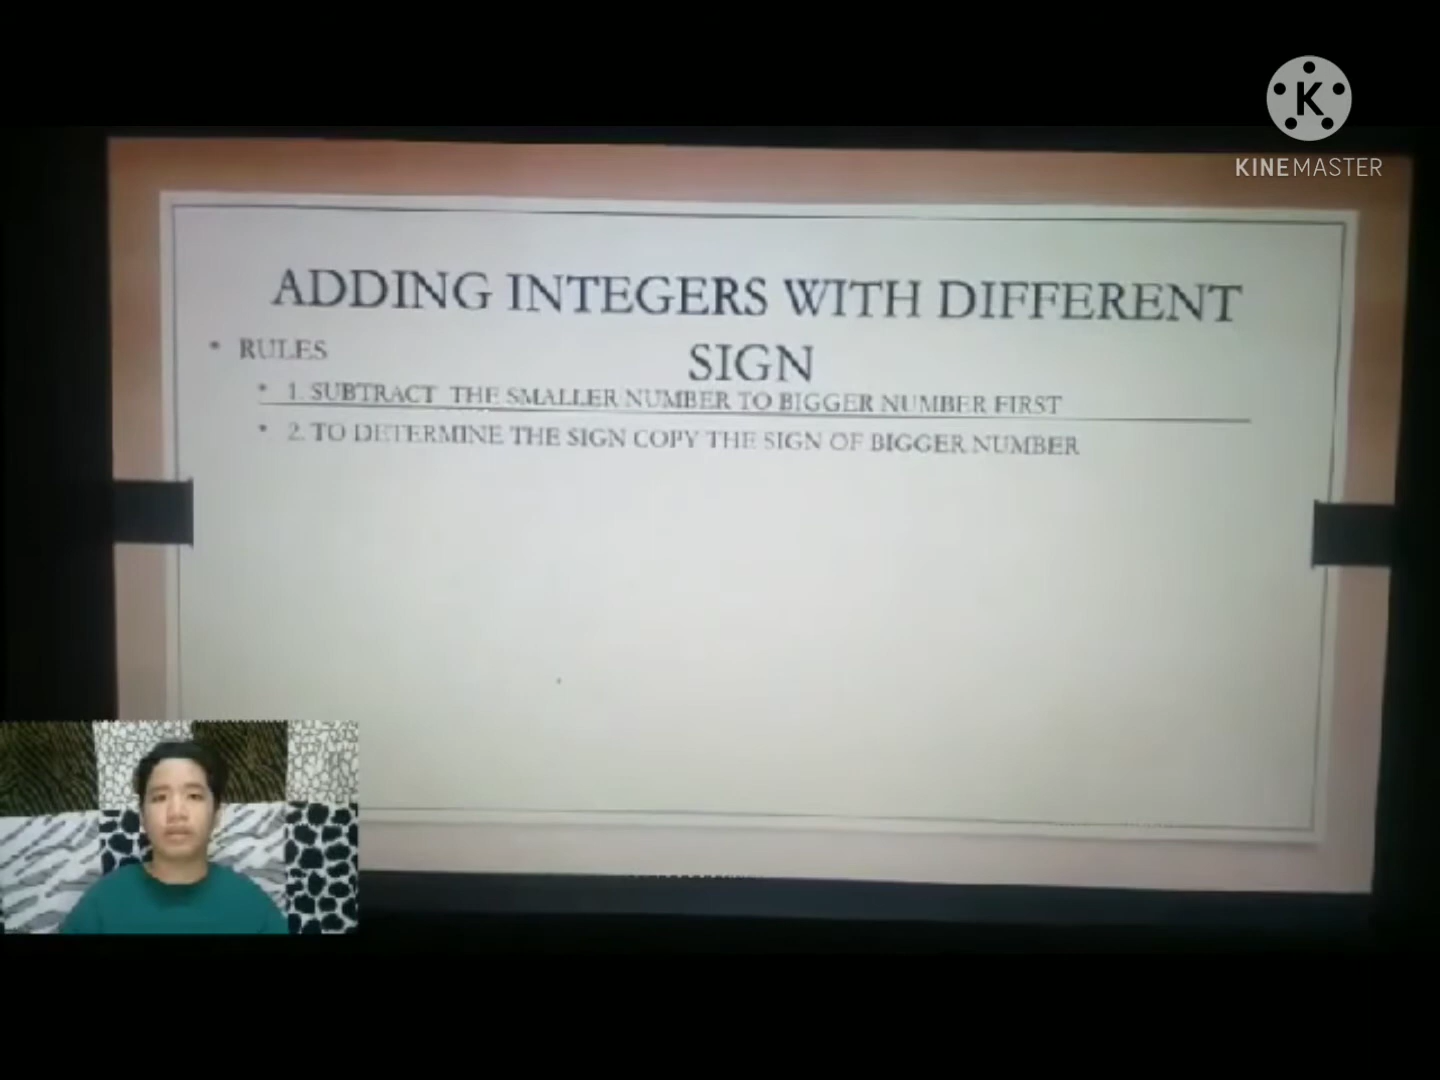 K
KINEMASTER
ADDING INTEGERS WITH DIFFERENT
SIGN
• RULES
• 1. SUBTRACT THE SMALLER NUMBER TO BIGGER NUMBER FIRST
• 2. TO DETERMINE THE SIGN COPY THE SIGN OF BIGGER NUMBER